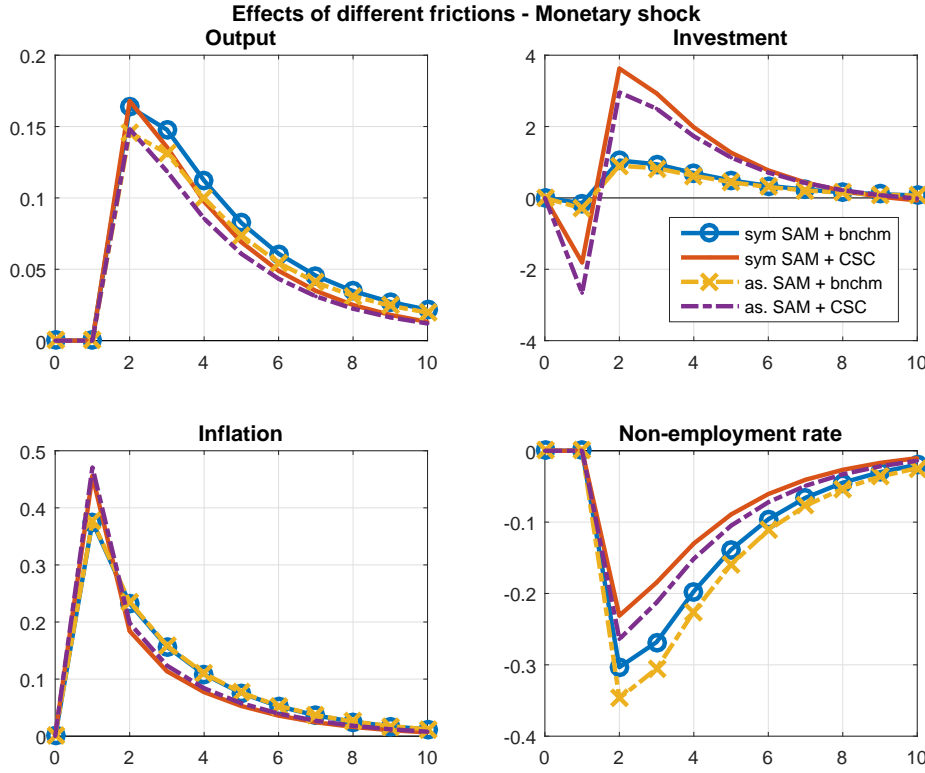 Effects of different frictions - Monetary shock
Output
0.2
0.15
0.1
0.05
0
0 2 4 6 8 10
Investment
4
2
0
-2
-4
0 2 4 6 8 10
sym SAM + bnchm
sym SAM + CSC
as. SAM + bnchm
as. SAM + CSC
Inflation
0.5
0.4
0.3
0.2
0.1
0
0 2 4 6 8 10
Non-employment rate
0
-0.1
-0.2
-0.3
-0.4
0 2 4 6 8 10